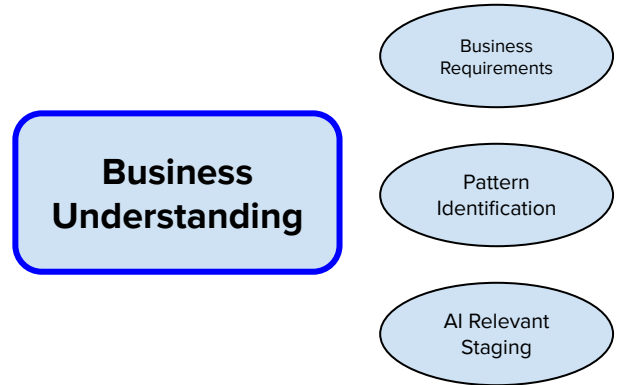 Business
Understanding
Business
Requirements
Pattern
Identification
AI Relevant
Staging